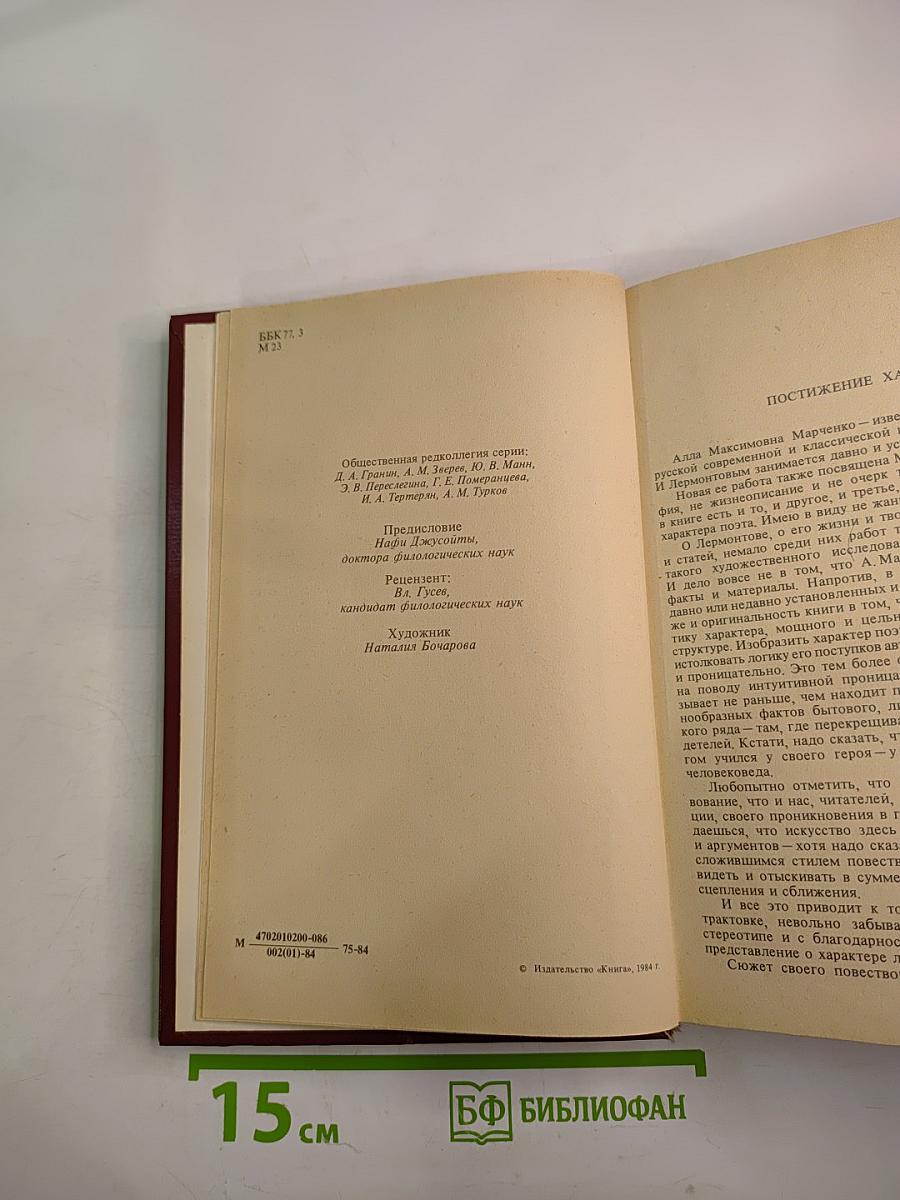 ББК 77. 3
М 23
Общественная редколлегия серии:
Д. А. Гранин, А. М. Зверев, Ю. В. Манн,
Э. В. Переслегина, Г. Е. Померанцева,
И. А. Тертерян, А. М. Турков
Предисловие
Нафи Джусойты,
доктора филологических наук
Рецензент:
Вл. Гусев,
кандидат филологических наук
Художник
Наталия Бочарова
М 4702010200-086
002(01)-84 75-84
© Издательство «Книга», 1984 г.
ПОСТИЖЕНИЕ ХА
Алла Максимовна Марченко — изве
русской современной и классической
И Лермонтовым занимается давно и ус
Новая ее работа также посвящена М
фия, не жизнеописание и не очерк т
в книге есть и то, и другое, и третье,
характера поэта. Имею в виду не жан
О Лермонтове, о его жизни и тво
и статей, немало среди них работ т
такого художественного исследова
И дело вовсе не в том, что А. Ма
факты и материалы. Напротив, в
давно или недавно установленных и
же и оригинальность книги в том, ч
тику характера, мощного и цельн
структуре. Изобразить характер поэ
истолковать логику его поступков ав
и проницательно. Это тем более
на поводу интуитивной проница
зывает не раньше, чем находит п
нообразных фактов бытового, ли
кого ряда — там, где перекрещива
детелей. Кстати, надо сказать, ч
гом учился у своего героя — у
человековеда.
Любопытно отметить, что
вование, что и нас, читателей,
ции, своего проникновения в г
даешься, что искусство здесь
и аргументов — хотя надо сказ
сложившимся стилем повеств
видеть и отыскивать в сумме
сцепления и сближения.
И все это приводит к то
трактовке, невольно забыва
стереотипе и с благодарнос
представление о характере л
Сюжет своего повество
15 см
БФ БИБЛИОФАН